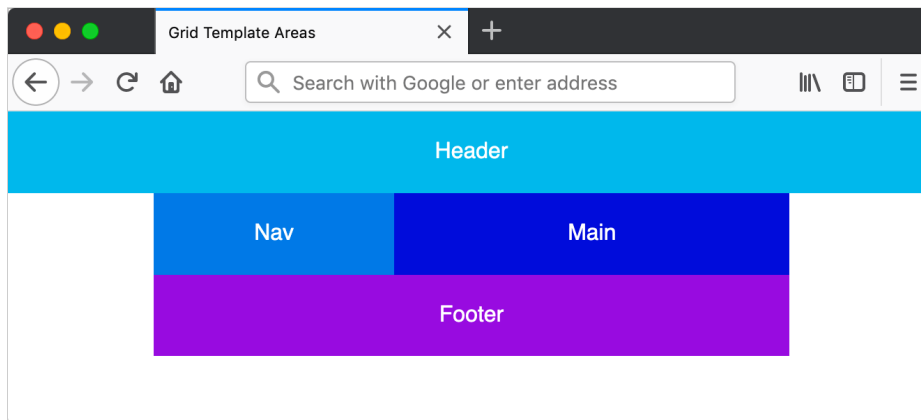 Grid Template Areas
Search with Google or enter address
Header
Nav Main
Footer